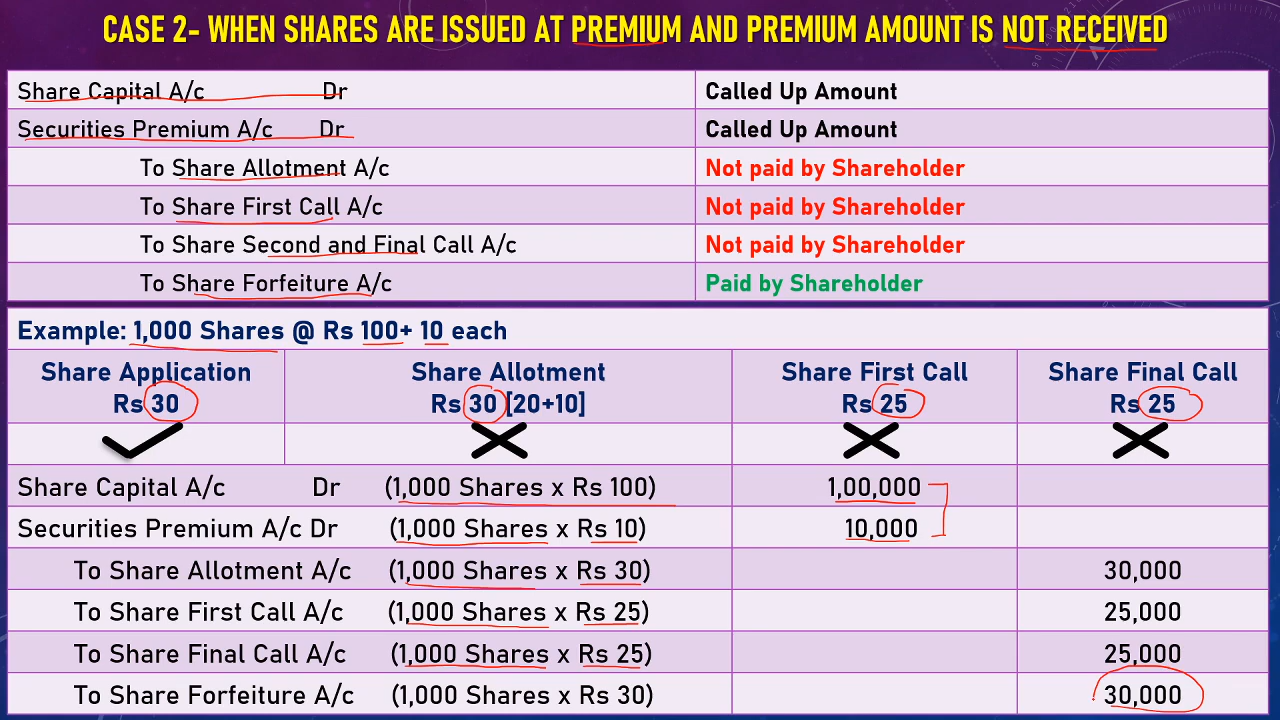 CASE 2- WHEN SHARES ARE ISSUED AT PREMIUM AND PREMIUM AMOUNT IS NOT RECEIVED
Share Capital A/c Dr Called Up Amount
Securities Premium A/c Dr Called Up Amount
To Share Allotment A/c Not paid by Shareholder
To Share First Call A/c Not paid by Shareholder
To Share Second and Final Call A/c Not paid by Shareholder
To Share Forfeiture A/c Paid by Shareholder
Example: 1,000 Shares @ Rs 100+ 10 each
Share Application Share Allotment Share First Call Share Final Call
Rs 30 Rs 30 [20+10] Rs 25 Rs 25
Share Capital A/c Dr (1,000 Shares x Rs 100) 1,00,000
Securities Premium A/c Dr (1,000 Shares x Rs 10) 10,000
To Share Allotment A/c (1,000 Shares x Rs 30) 30,000
To Share First Call A/c (1,000 Shares x Rs 25) 25,000
To Share Final Call A/c (1,000 Shares x Rs 25) 25,000
To Share Forfeiture A/c (1,000 Shares x Rs 30) 30,000